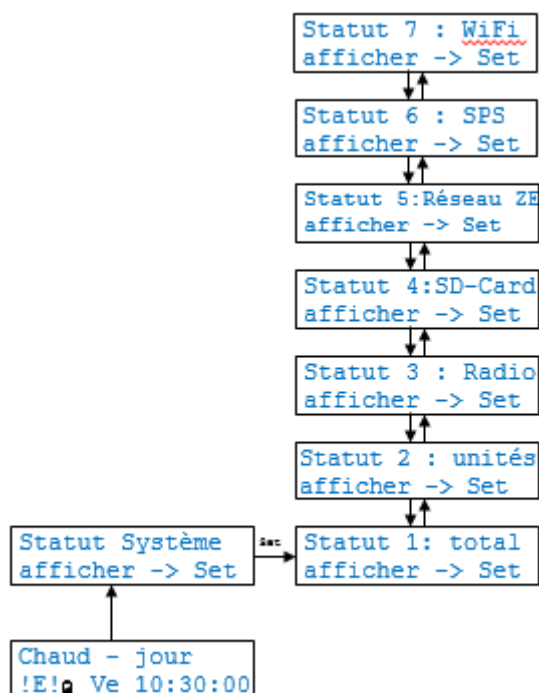 Statut 7 : WiFi
afficher -> Set
Statut 6 : SPS
afficher -> Set
Statut 5:Réseau ZE
afficher -> Set
Statut 4:SD-Card
afficher -> Set
Statut 3 : Radio
afficher -> Set
Statut 2 : unités
afficher -> Set
Statut Système
afficher -> Set
Set
Statut 1: total
afficher -> Set
Chaud - jour
!E! Ve 10:30:00